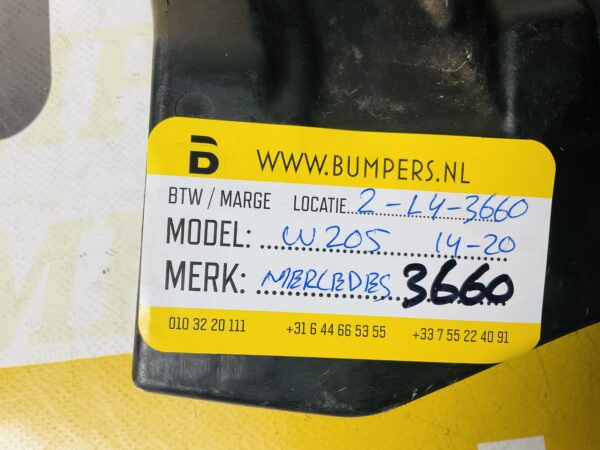 B WWW.BUMPERS.NL
BTW / MARGE LOCATIE 2-L4-3660
MODEL: W205 14-20
MERK: MERCEDES 3660
010 32 20 111 +31 6 44 66 53 55 +33 7 55 22 40 91